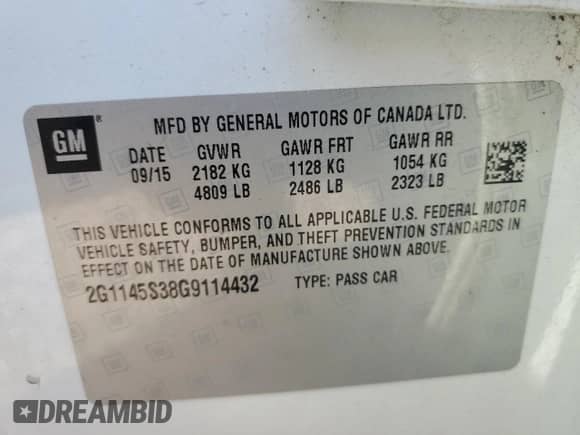 GM ®
MFD BY GENERAL MOTORS OF CANADA LTD.
DATE GVWR GAWR FRT GAWR RR
09/15 2182 KG 1128 KG 1054 KG
4809 LB 2486 LB 2323 LB
THIS VEHICLE CONFORMS TO ALL APPLICABLE U.S. FEDERAL MOTOR
VEHICLE SAFETY, BUMPER, AND THEFT PREVENTION STANDARDS IN
EFFECT ON THE DATE OF MANUFACTURE SHOWN ABOVE.
2G1145S38G9114432 TYPE: PASS CAR
DREAMBID